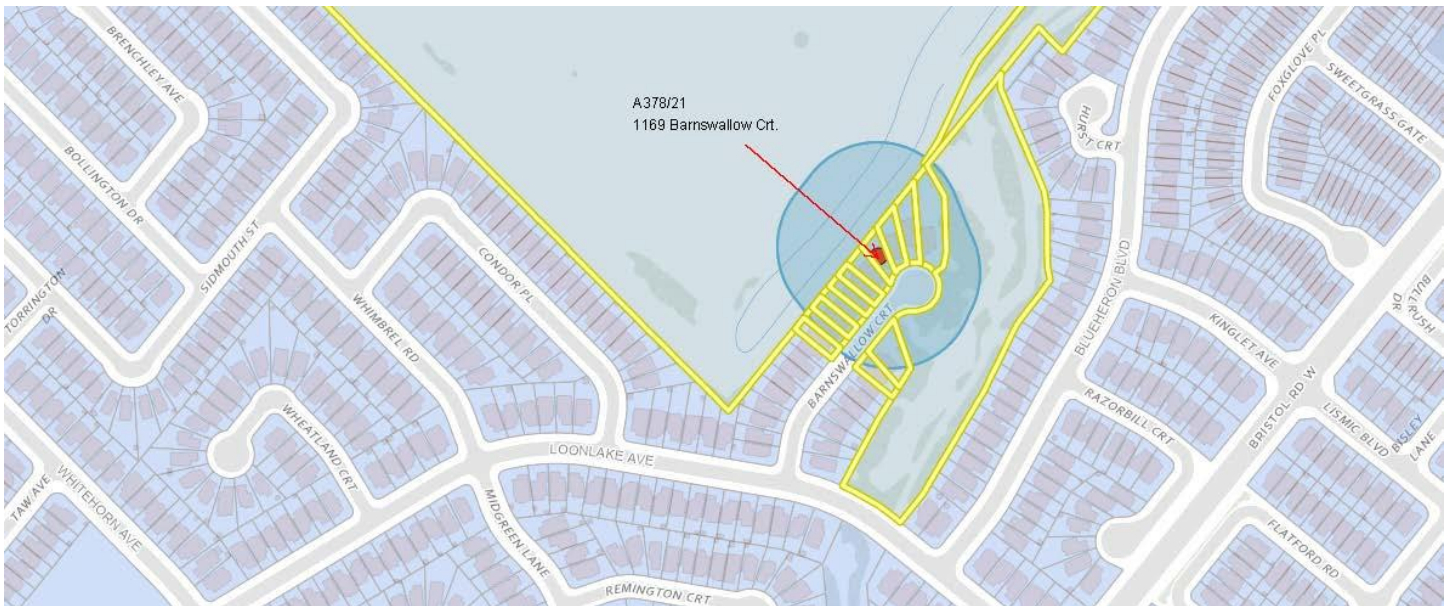 A378/21
1169 Barnswallow Crt.
BRENCHLEY AVE
BOLLINGTON DR
SIDMOUTH ST
TORRINGTON
DR
WHIMBREL RD
CONDOR PL
WHEATLAND CRT
WHITEHORN AVE
TAW AVE
MIDGREEN LANE
LOONLAKE AVE
REMINGTON CRT
BARNSWALLOW CRT
HURST CRT
BLUEHERON BLVD
FOXGLOVE PL
SWEETGRASS GATE
BULLRUSH
DR
KINGLET AVE
RAZORBILL CRT
BRISTOL RD W
LISMIC BLVD
BISLEY
LANE
FLATFORD RD